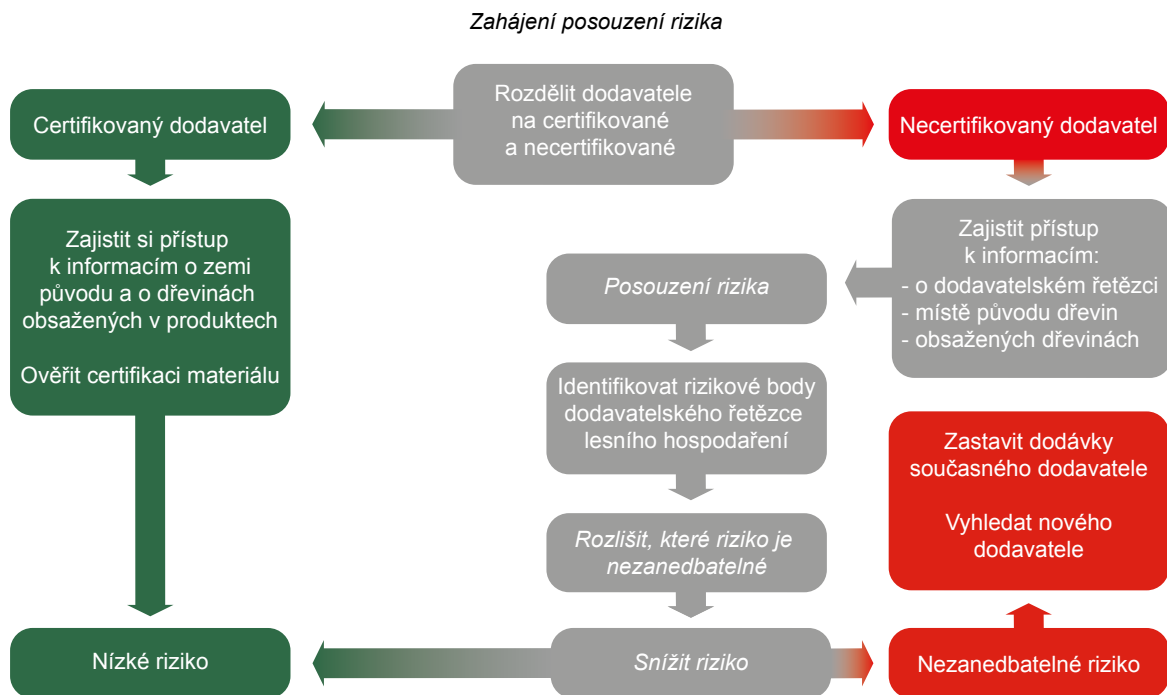 Zahájení posouzení rizika
Rozdělit dodavatele
na certifikované
a necertifikované
Certifikovaný dodavatel
Necertifikovaný dodavatel
Zajistit si přístup
k informacím o zemi
původu a o dřevinách
obsažených v produktech
Ověřit certifikaci materiálu
Zajistit přístup
k informacím:
- o dodavatelském řetězci
- místě původu dřevin
- obsažených dřevinách
Posouzení rizika
Identifikovat rizikové body
dodavatelského řetězce
lesního hospodaření
Rozlišit, které riziko je
nezanedbatelné
Zastavit dodávky
současného dodavatele
Vyhledat nového
dodavatele
Nízké riziko
Snížit riziko
Nezanedbatelné riziko